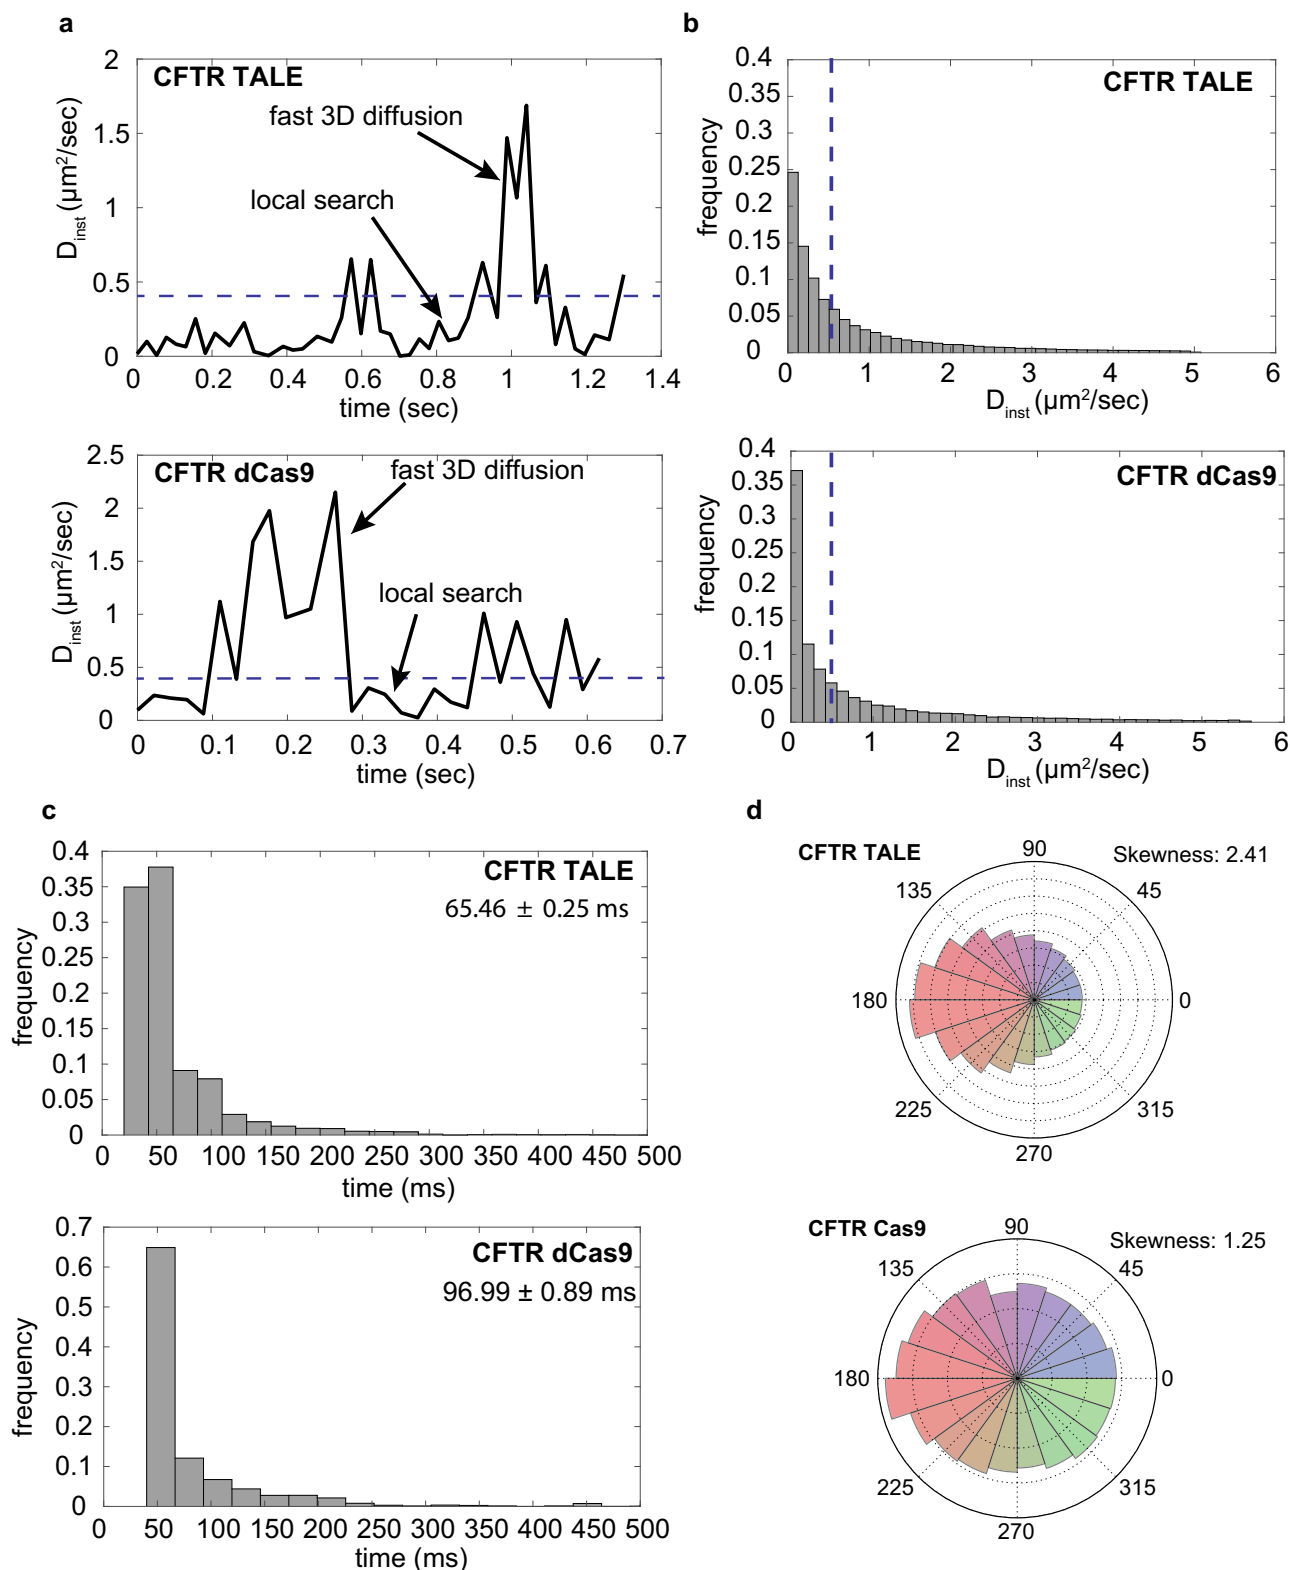 a
CFTR TALE
fast 3D diffusion
local search
D_inst (µm²/sec)
2
1.5
1
0.5
0
0 0.2 0.4 0.6 0.8 1 1.2 1.4
time (sec)
CFTR dCas9
fast 3D diffusion
local search
D_inst (µm²/sec)
2.5
2
1.5
1
0.5
0
0 0.1 0.2 0.3 0.4 0.5 0.6 0.7
time (sec)
b
CFTR TALE
frequency
0.4
0.35
0.3
0.25
0.2
0.15
0.1
0.05
0
0 1 2 3 4 5 6
D_inst (µm²/sec)
CFTR dCas9
frequency
0.4
0.35
0.3
0.25
0.2
0.15
0.1
0.05
0
0 1 2 3 4 5 6
D_inst (µm²/sec)
c
CFTR TALE
65.46 ± 0.25 ms
frequency
0.4
0.35
0.3
0.25
0.2
0.15
0.1
0.05
0
50 100 150 200 250 300 350 400 450 500
time (ms)
CFTR dCas9
96.99 ± 0.89 ms
frequency
0.7
0.6
0.5
0.4
0.3
0.2
0.1
0
0 50 100 150 200 250 300 350 400 450 500
time (ms)
d
CFTR TALE
Skewness: 2.41
90
135 45
180 0
225 315
270
CFTR Cas9
Skewness: 1.25
90
135 45
180 0
225 315
270